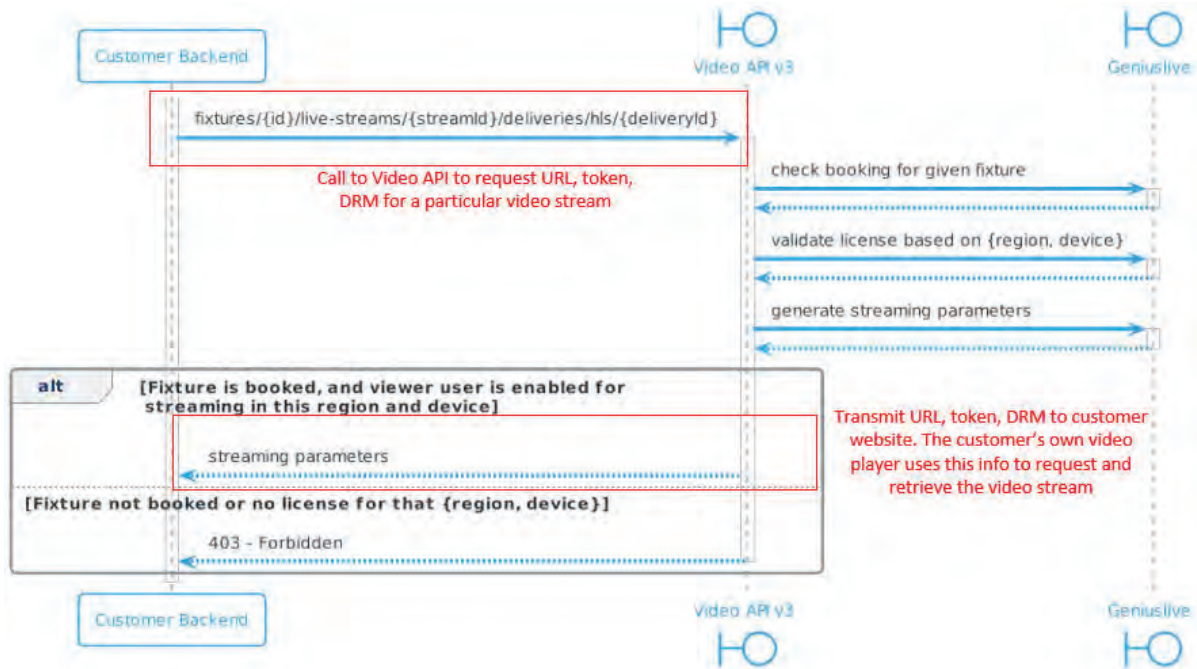 Customer Backend
Video API v3
Geniuslive
fixtures/{id}/live-streams/{streamId}/deliveries/hls/{deliveryId}
Call to Video API to request URL, token,
DRM for a particular video stream
check booking for given fixture
validate license based on {region, device}
generate streaming parameters
alt
[Fixture is booked, and viewer user is enabled for
streaming in this region and device]
Transmit URL, token, DRM to customer
website. The customer's own video
player uses this info to request and
retrieve the video stream
streaming parameters
[Fixture not booked or no license for that {region, device}]
403 - Forbidden
Customer Backend
Video API v3
Geniuslive